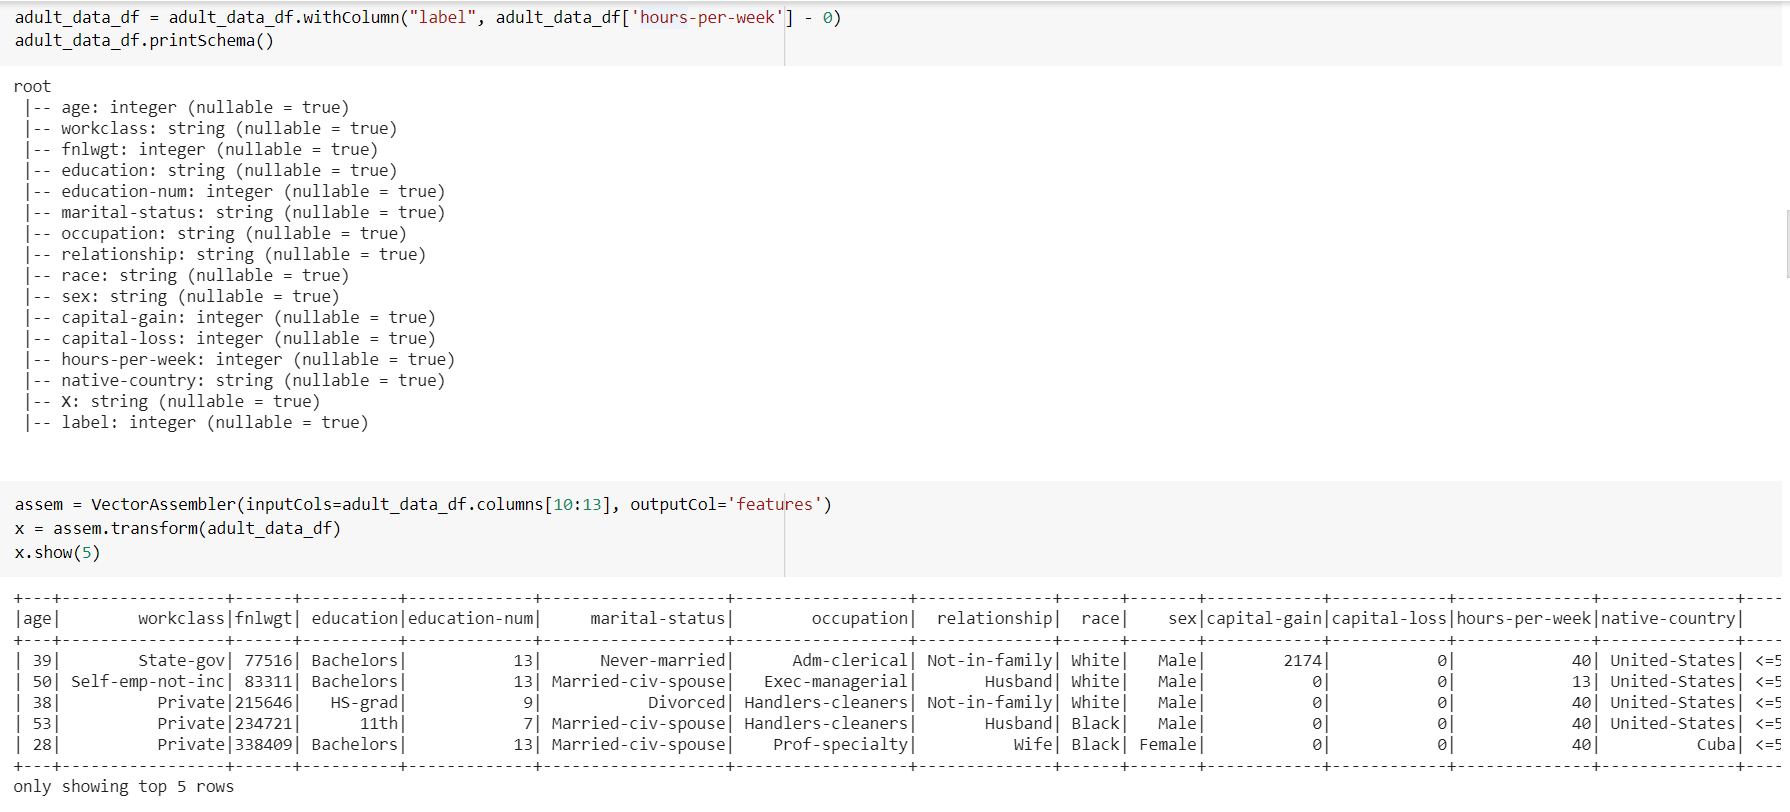 adult_data_df = adult_data_df.withColumn("label", adult_data_df['hours-per-week'] - 0)
adult_data_df.printSchema()
root
 |-- age: integer (nullable = true)
 |-- workclass: string (nullable = true)
 |-- fnlwgt: integer (nullable = true)
 |-- education: string (nullable = true)
 |-- education-num: integer (nullable = true)
 |-- marital-status: string (nullable = true)
 |-- occupation: string (nullable = true)
 |-- relationship: string (nullable = true)
 |-- race: string (nullable = true)
 |-- sex: string (nullable = true)
 |-- capital-gain: integer (nullable = true)
 |-- capital-loss: integer (nullable = true)
 |-- hours-per-week: integer (nullable = true)
 |-- native-country: string (nullable = true)
 |-- X: string (nullable = true)
 |-- label: integer (nullable = true)
assem = VectorAssembler(inputCols=adult_data_df.columns[10:13], outputCol='features')
x = assem.transform(adult_data_df)
x.show(5)
+---+----------------+------+----------+-------------+-------------------+------------------+--------------+------+-------+------------+------------+--------------+--------------+----
|age|       workclass|fnlwgt| education|education-num|     marital-status|        occupation|  relationship|  race|    sex|capital-gain|capital-loss|hours-per-week|native-country|
+---+----------------+------+----------+-------------+-------------------+------------------+--------------+------+-------+------------+------------+--------------+--------------+----
| 39|       State-gov| 77516| Bachelors|           13|      Never-married|      Adm-clerical| Not-in-family| White|   Male|        2174|           0|            40| United-States| <=5
| 50| Self-emp-not-inc| 83311| Bachelors|           13| Married-civ-spouse|   Exec-managerial|       Husband| White|   Male|           0|           0|            13| United-States| <=5
| 38|         Private|215646|   HS-grad|            9|           Divorced| Handlers-cleaners| Not-in-family| White|   Male|           0|           0|            40| United-States| <=5
| 53|         Private|234721|      11th|            7| Married-civ-spouse| Handlers-cleaners|       Husband| Black|   Male|           0|           0|            40| United-States| <=5
| 28|         Private|338409| Bachelors|           13| Married-civ-spouse|    Prof-specialty|          Wife| Black| Female|           0|           0|            40|          Cuba| <=5
+---+----------------+------+----------+-------------+-------------------+------------------+--------------+------+-------+------------+------------+--------------+--------------+----
only showing top 5 rows